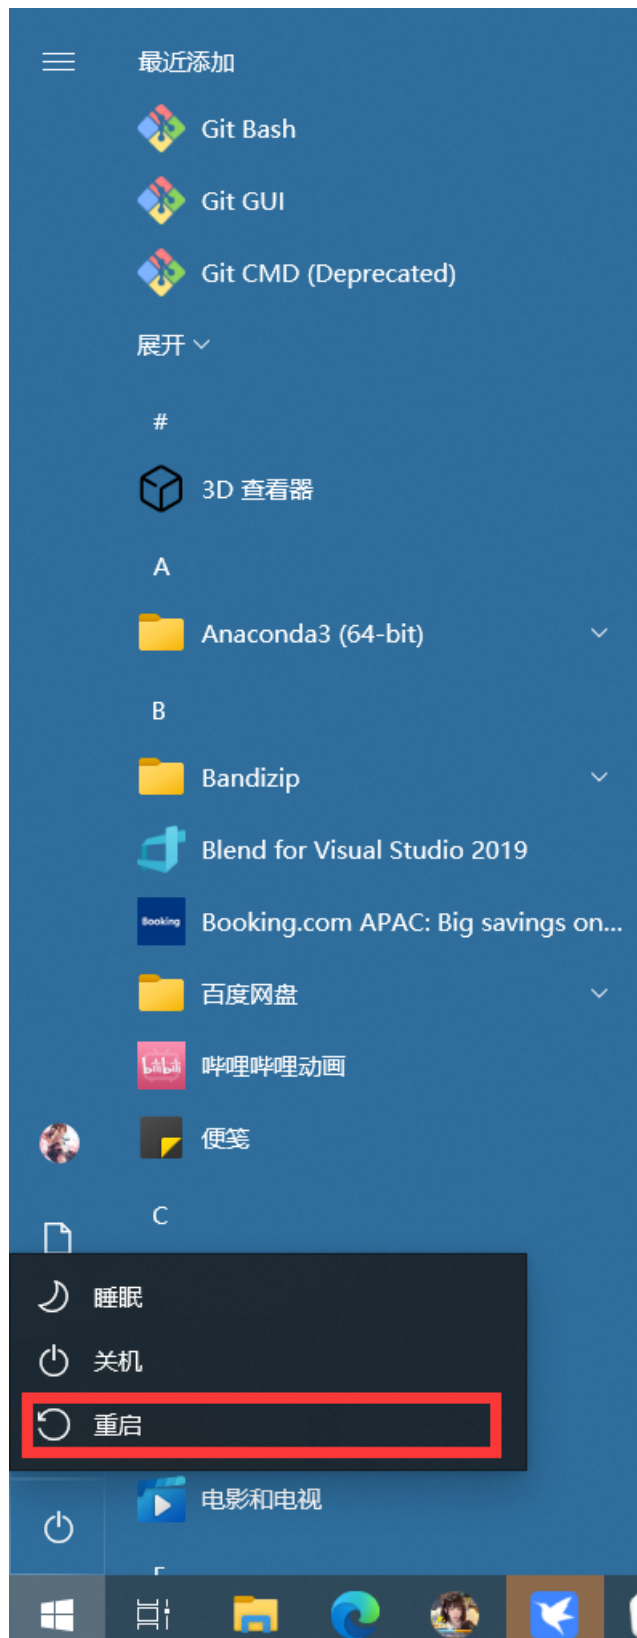 最近添加
Git Bash
Git GUI
Git CMD (Deprecated)
展开
#
3D 查看器
A
Anaconda3 (64-bit)
B
Bandizip
Blend for Visual Studio 2019
Booking
Booking.com APAC: Big savings on...
百度网盘
bilibili
哔哩哔哩动画
便笺
C
睡眠
关机
重启
电影和电视